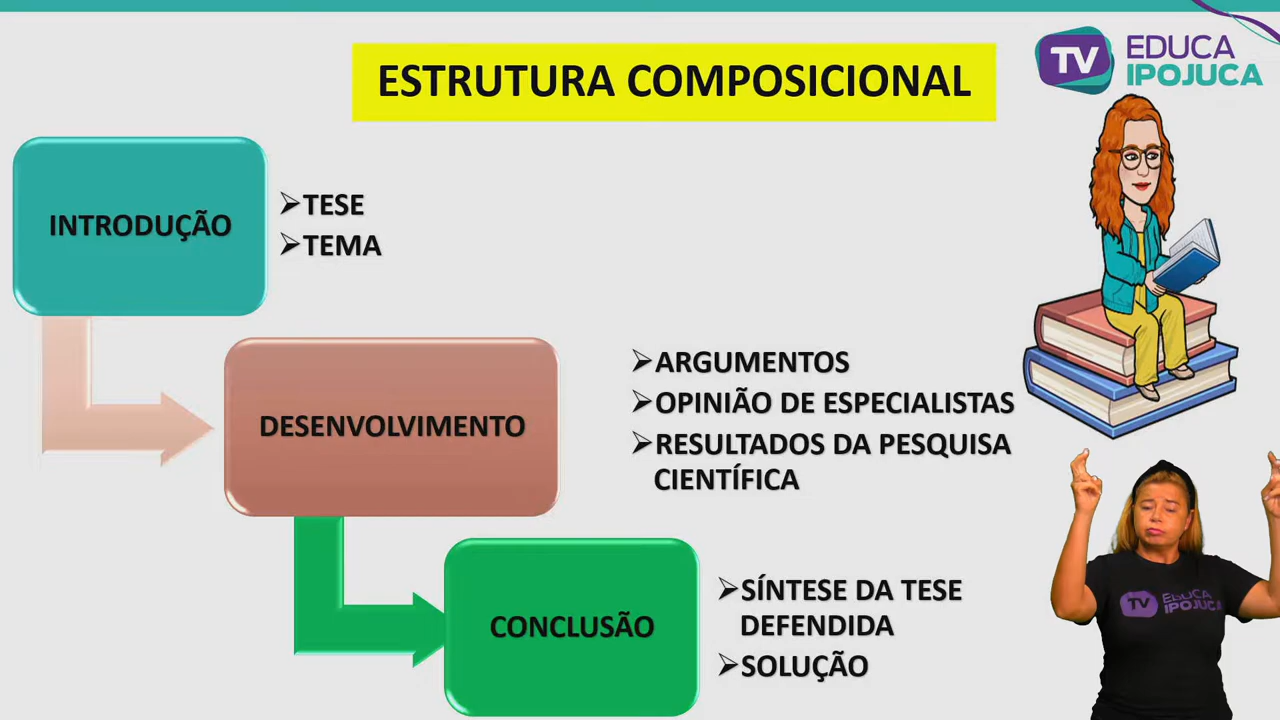 ESTRUTURA COMPOSICIONAL
TV EDUCA
IPOJUCA
INTRODUÇÃO
➢TESE
➢TEMA
DESENVOLVIMENTO
➢ARGUMENTOS
➢OPINIÃO DE ESPECIALISTAS
➢RESULTADOS DA PESQUISA
CIENTÍFICA
CONCLUSÃO
➢SÍNTESE DA TESE
DEFENDIDA
➢SOLUÇÃO
TV EDUCA
IPOJUCA